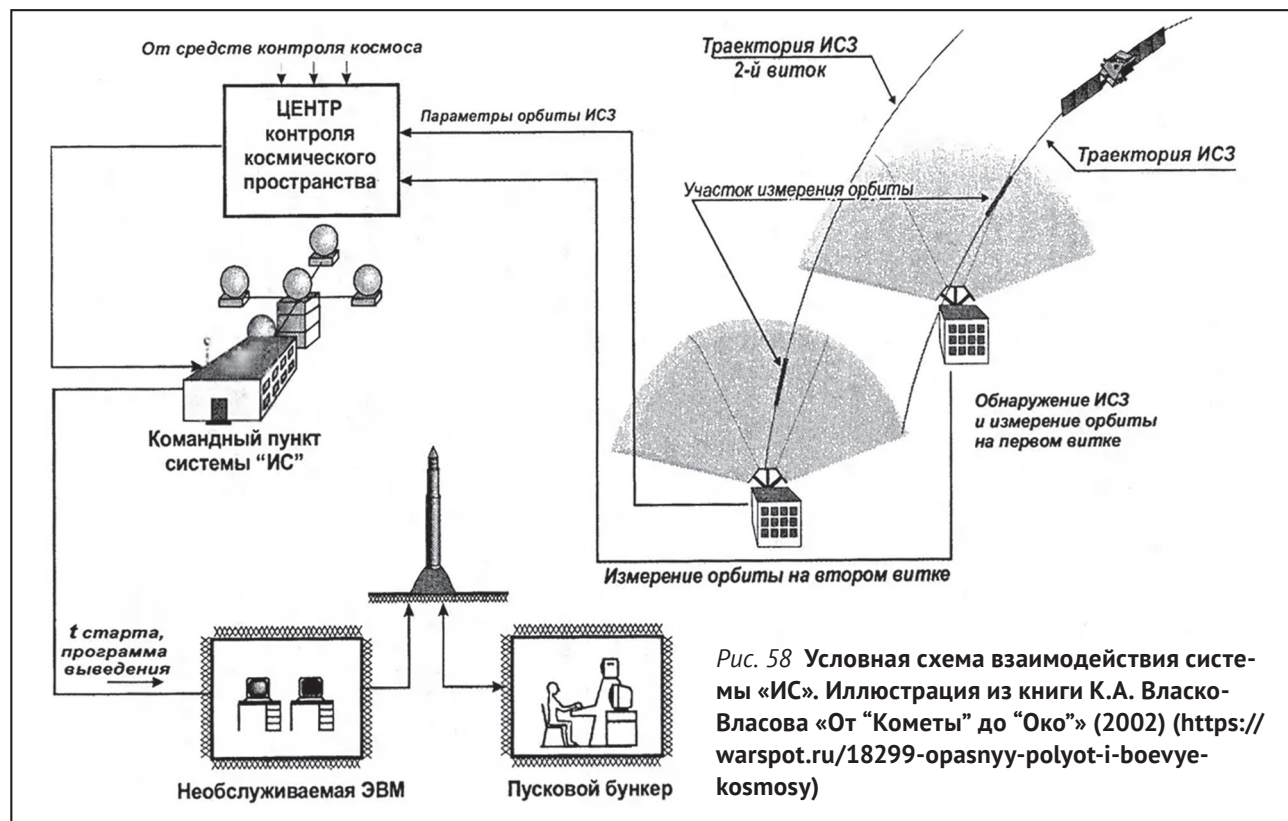 От средств контроля космоса
ЦЕНТР
контроля
космического
пространства
Параметры орбиты ИСЗ
Траектория ИСЗ
2-й виток
Траектория ИСЗ
Участок измерения орбиты
Обнаружение ИСЗ
и измерение орбиты
на первом витке
Командный пункт
системы “ИС”
Измерение орбиты на втором витке
t старта,
программа
выведения
Необслуживаемая ЭВМ
Пусковой бункер
Рис. 58 Условная схема взаимодействия систе-
мы «ИС». Иллюстрация из книги К.А. Власко-
Власова «От “Кометы” до “Око”» (2002) (https://
warspot.ru/18299-opasnyy-polyot-i-boevye-
kosmosy)